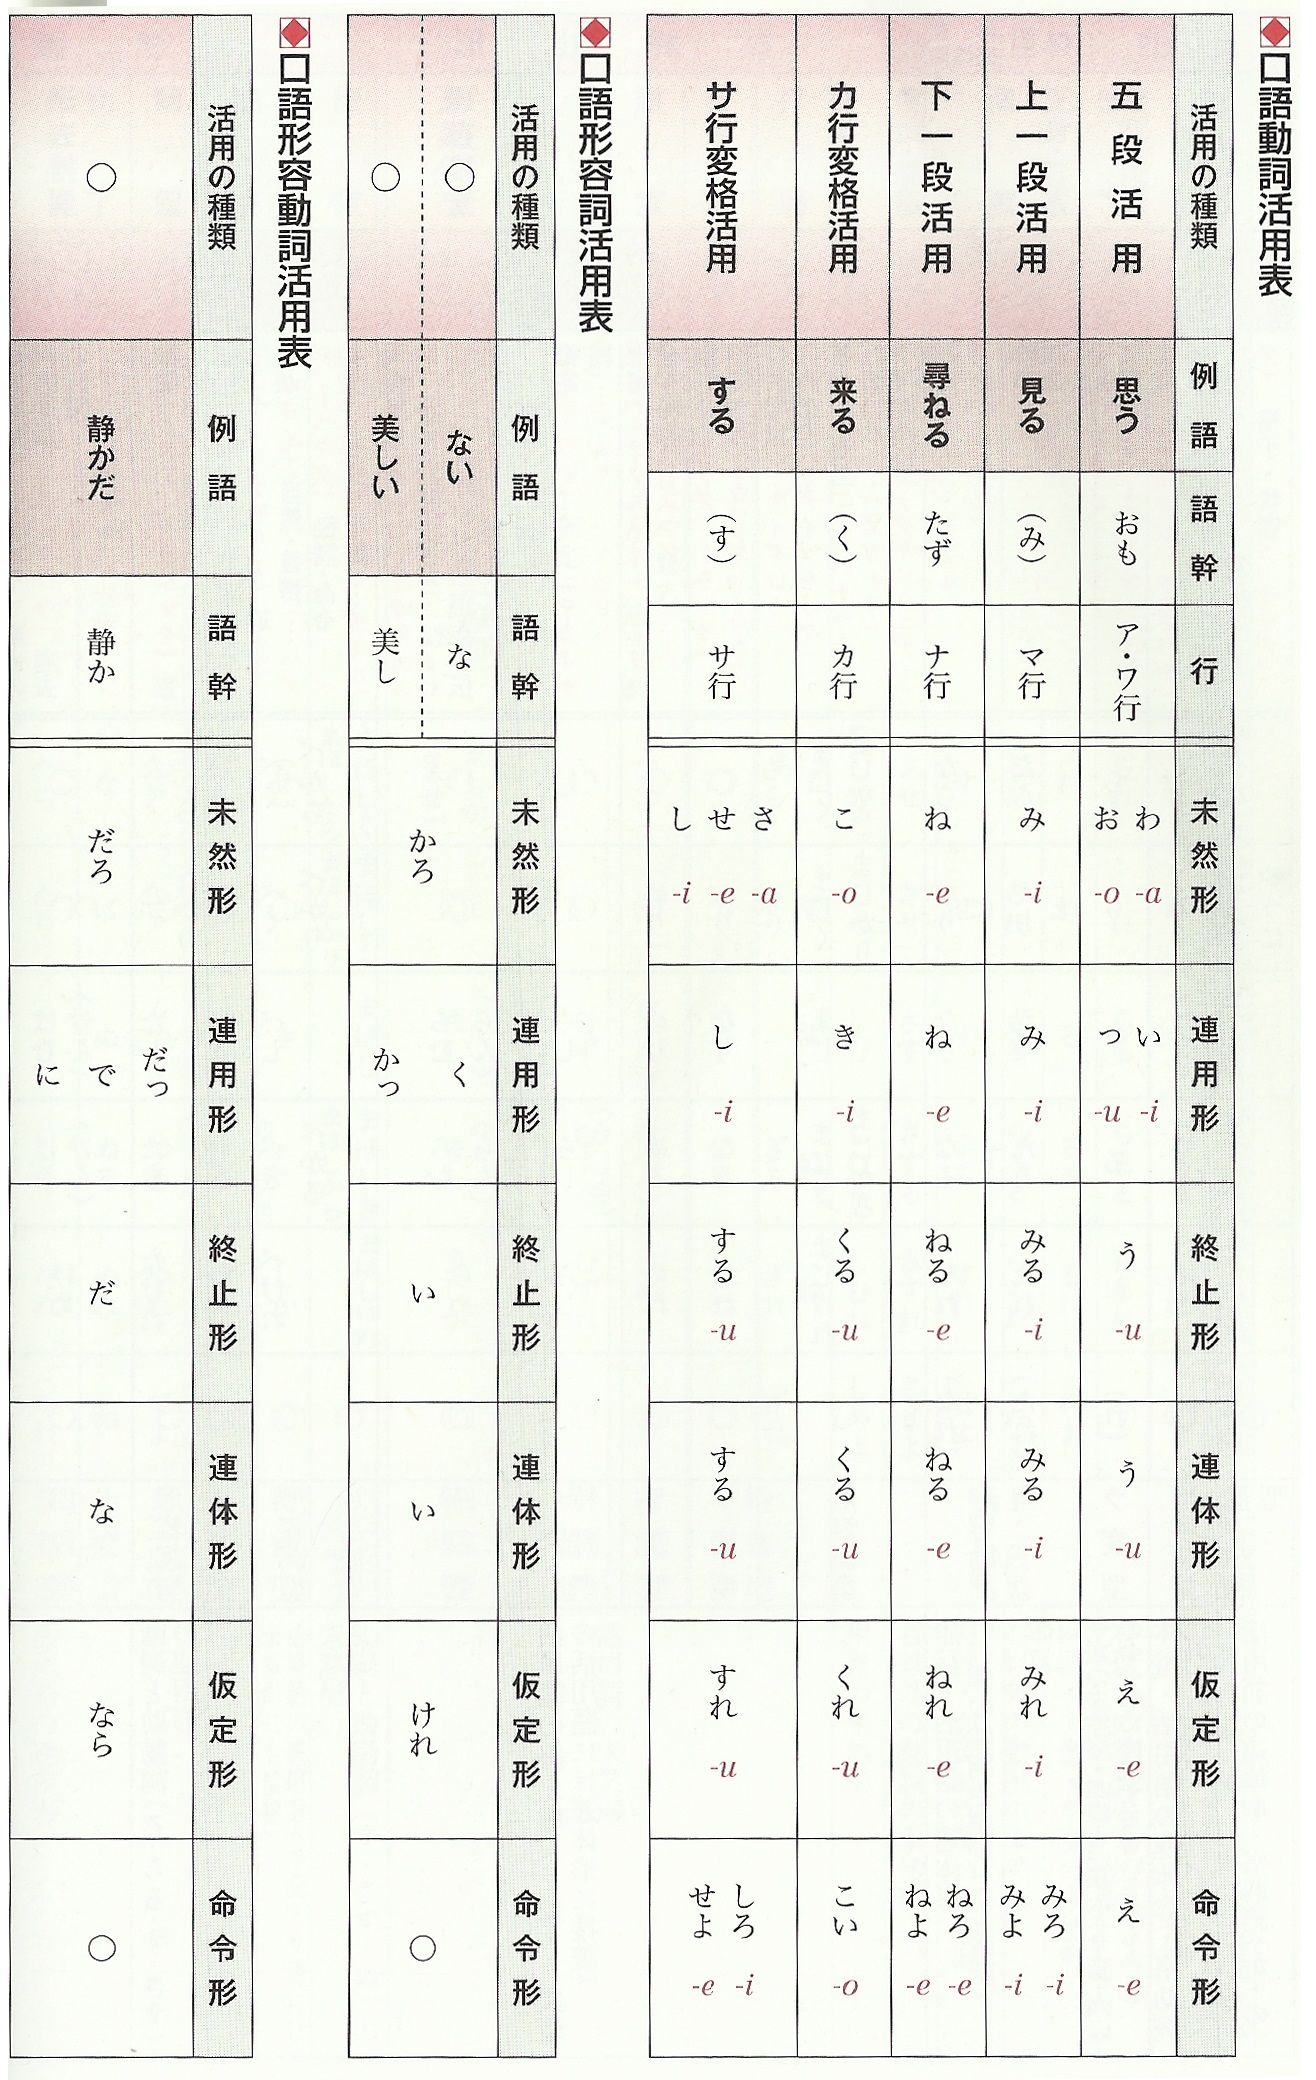 口語動詞活用表
活用の種類 例語 語幹 行 未然形 連用形 終止形 連体形 仮定形 命令形
五段活用 思う おも ア・ワ行 わ -a お -o い -i つ -u う -u う -u え -e え -e
上一段活用 見る (み) マ行 み -i み -i みる -i みる -i みれ -i みろ -i みよ -i
下一段活用 尋ねる たず ナ行 ね -e ね -e ねる -e ねる -e ねれ -e ねろ -e ねよ -e
カ行変格活用 来る (く) カ行 こ -o き -i くる -u くる -u くれ -u こい -o
サ行変格活用 する (す) サ行 さ -a せ -e し -i し -i する -u する -u すれ -u しろ -i せよ -e
口語形容詞活用表
活用の種類 例語 語幹 未然形 連用形 終止形 連体形 仮定形 命令形
○ ない な かろ く い い けれ ○
○ 美しい 美し かっ
口語形容動詞活用表
活用の種類 例語 語幹 未然形 連用形 終止形 連体形 仮定形 命令形
○ 静かだ 静か だろ だっ で に だ な なら ○